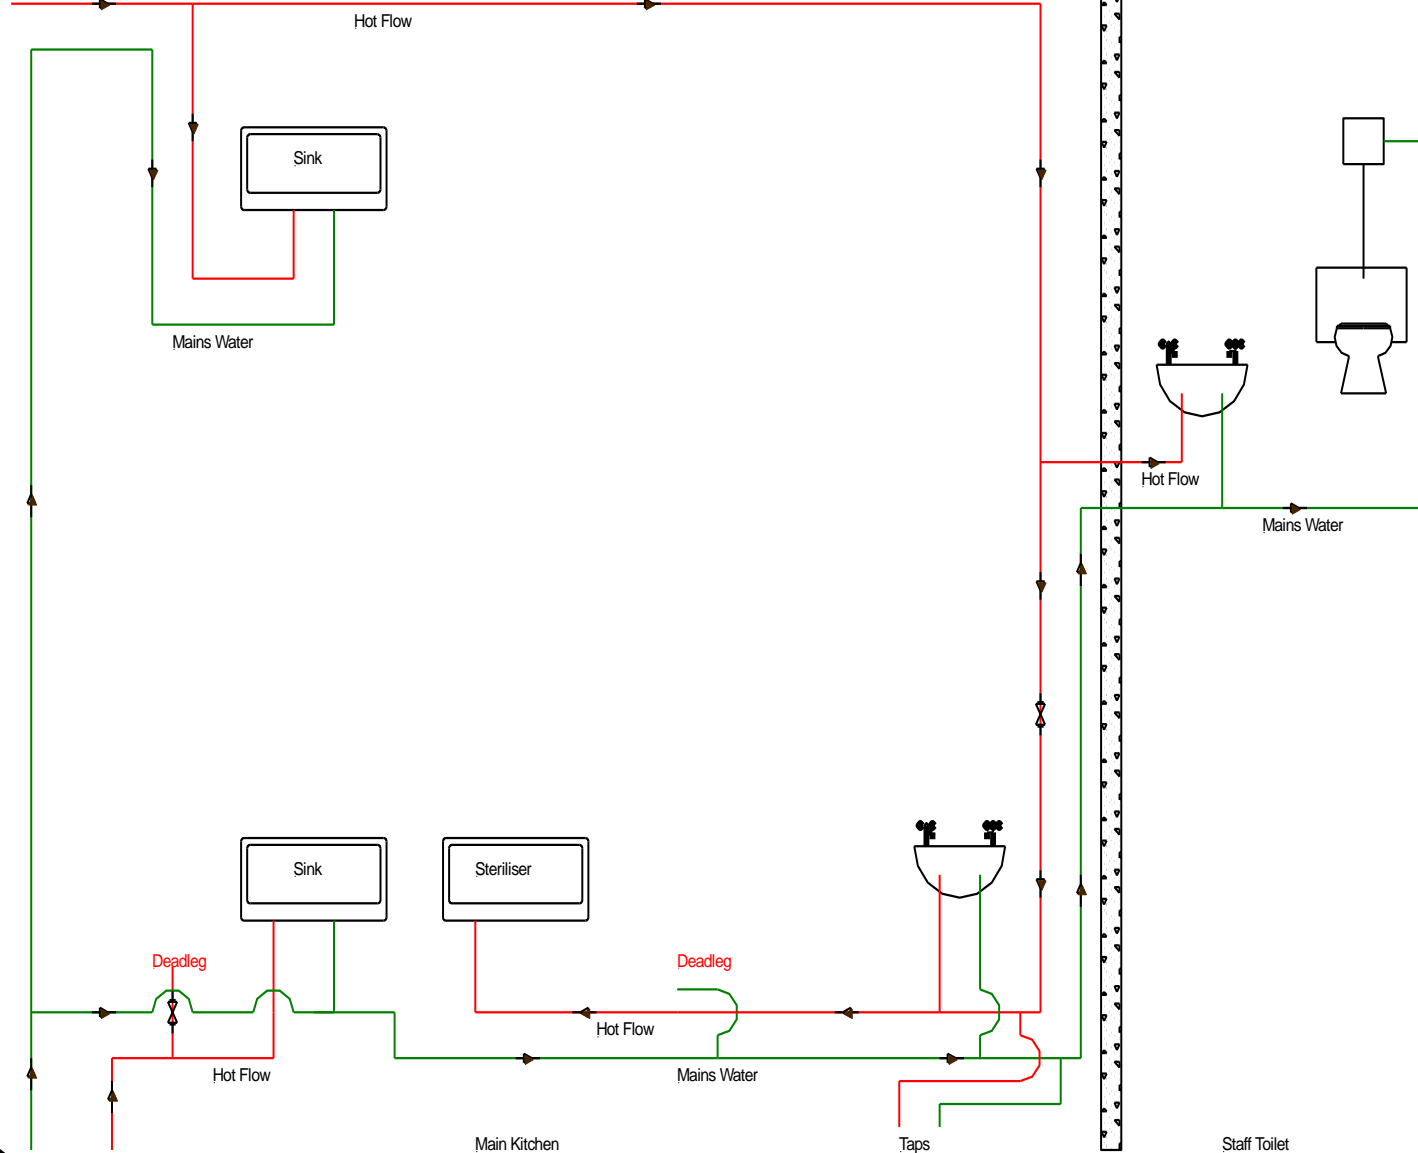 Hot Flow
Sink
Mains Water
Hot Flow
Mains Water
Sink
Steriliser
Deadleg
Deadleg
Hot Flow
Hot Flow
Mains Water
Main Kitchen
Taps
Staff Toilet